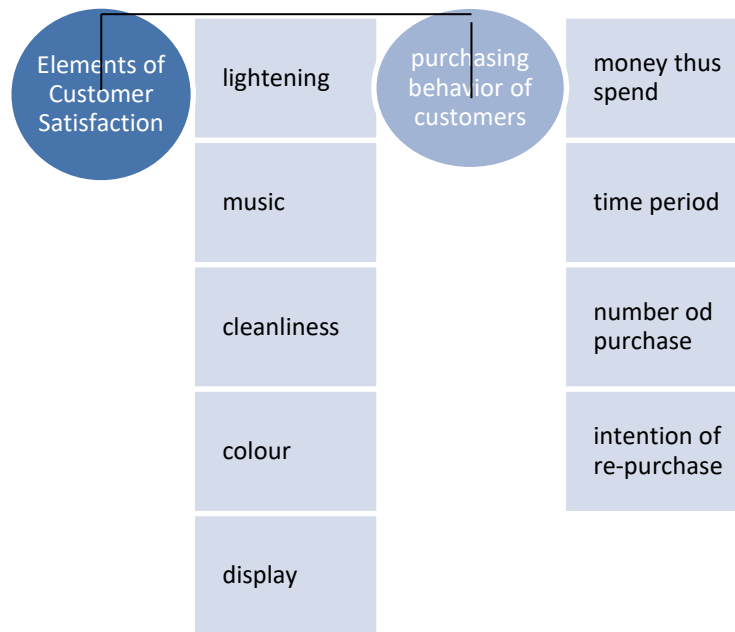 Elements of
Customer
Satisfaction
lightening
music
cleanliness
colour
display
purchasing
behavior of
customers
money thus
spend
time period
number od
purchase
intention of
re-purchase